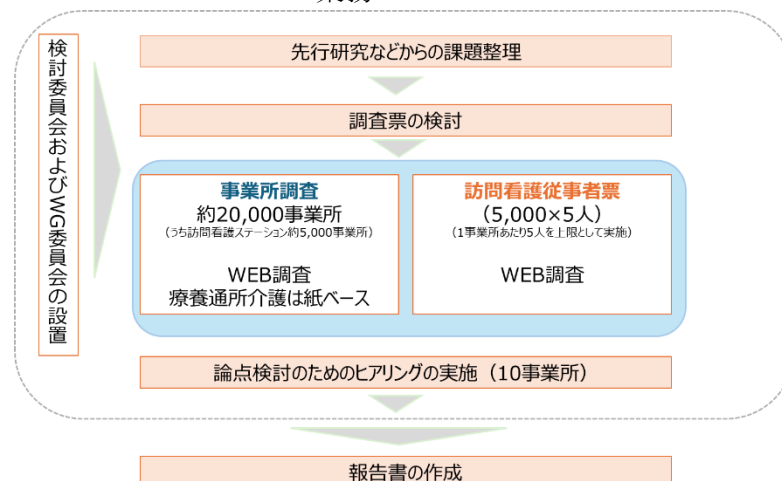 検討委員会およびWG委員会の設置
先行研究などからの課題整理
調査票の検討
事業所調査
約20,000事業所
(うち訪問看護ステーション約5,000事業所)
WEB調査
療養通所介護は紙ベース
訪問看護従事者票
(5,000×5人)
(1事業所あたり5人を上限として実施)
WEB調査
論点検討のためのヒアリングの実施(10事業所)
報告書の作成